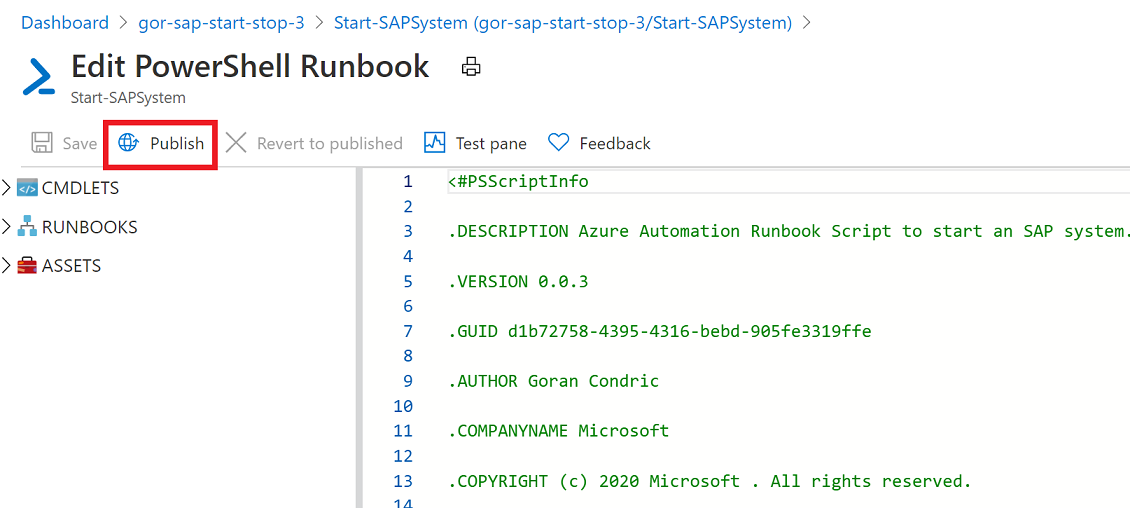 Dashboard > gor-sap-start-stop-3 > Start-SAPSystem (gor-sap-start-stop-3/Start-SAPSystem) >
Edit PowerShell Runbook
Start-SAPSystem
Save Publish Revert to published Test pane Feedback
CMDLETS
RUNBOOKS
ASSETS
1 <#PSScriptInfo
2
3 .DESCRIPTION Azure Automation Runbook Script to start an SAP system.
4
5 .VERSION 0.0.3
6
7 .GUID d1b72758-4395-4316-bebd-905fe3319ffe
8
9 .AUTHOR Goran Condric
10
11 .COMPANYNAME Microsoft
12
13 .COPYRIGHT (c) 2020 Microsoft . All rights reserved.
14